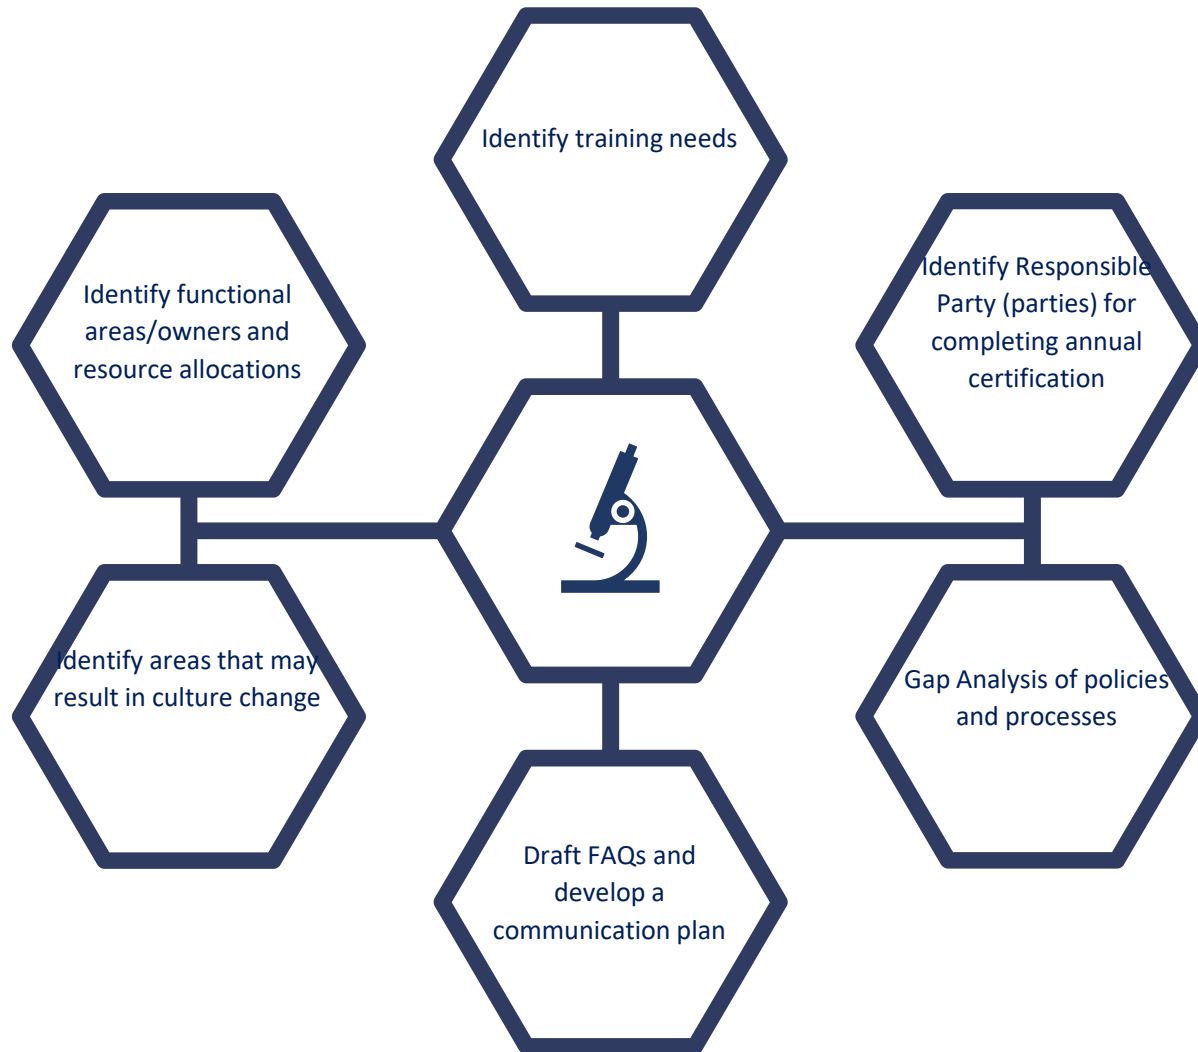 Identify training needs
Identify functional
areas/owners and
resource allocations
Identify Responsible
Party (parties) for
completing annual
certification
Identify areas that may
result in culture change
Gap Analysis of policies
and processes
Draft FAQs and
develop a
communication plan